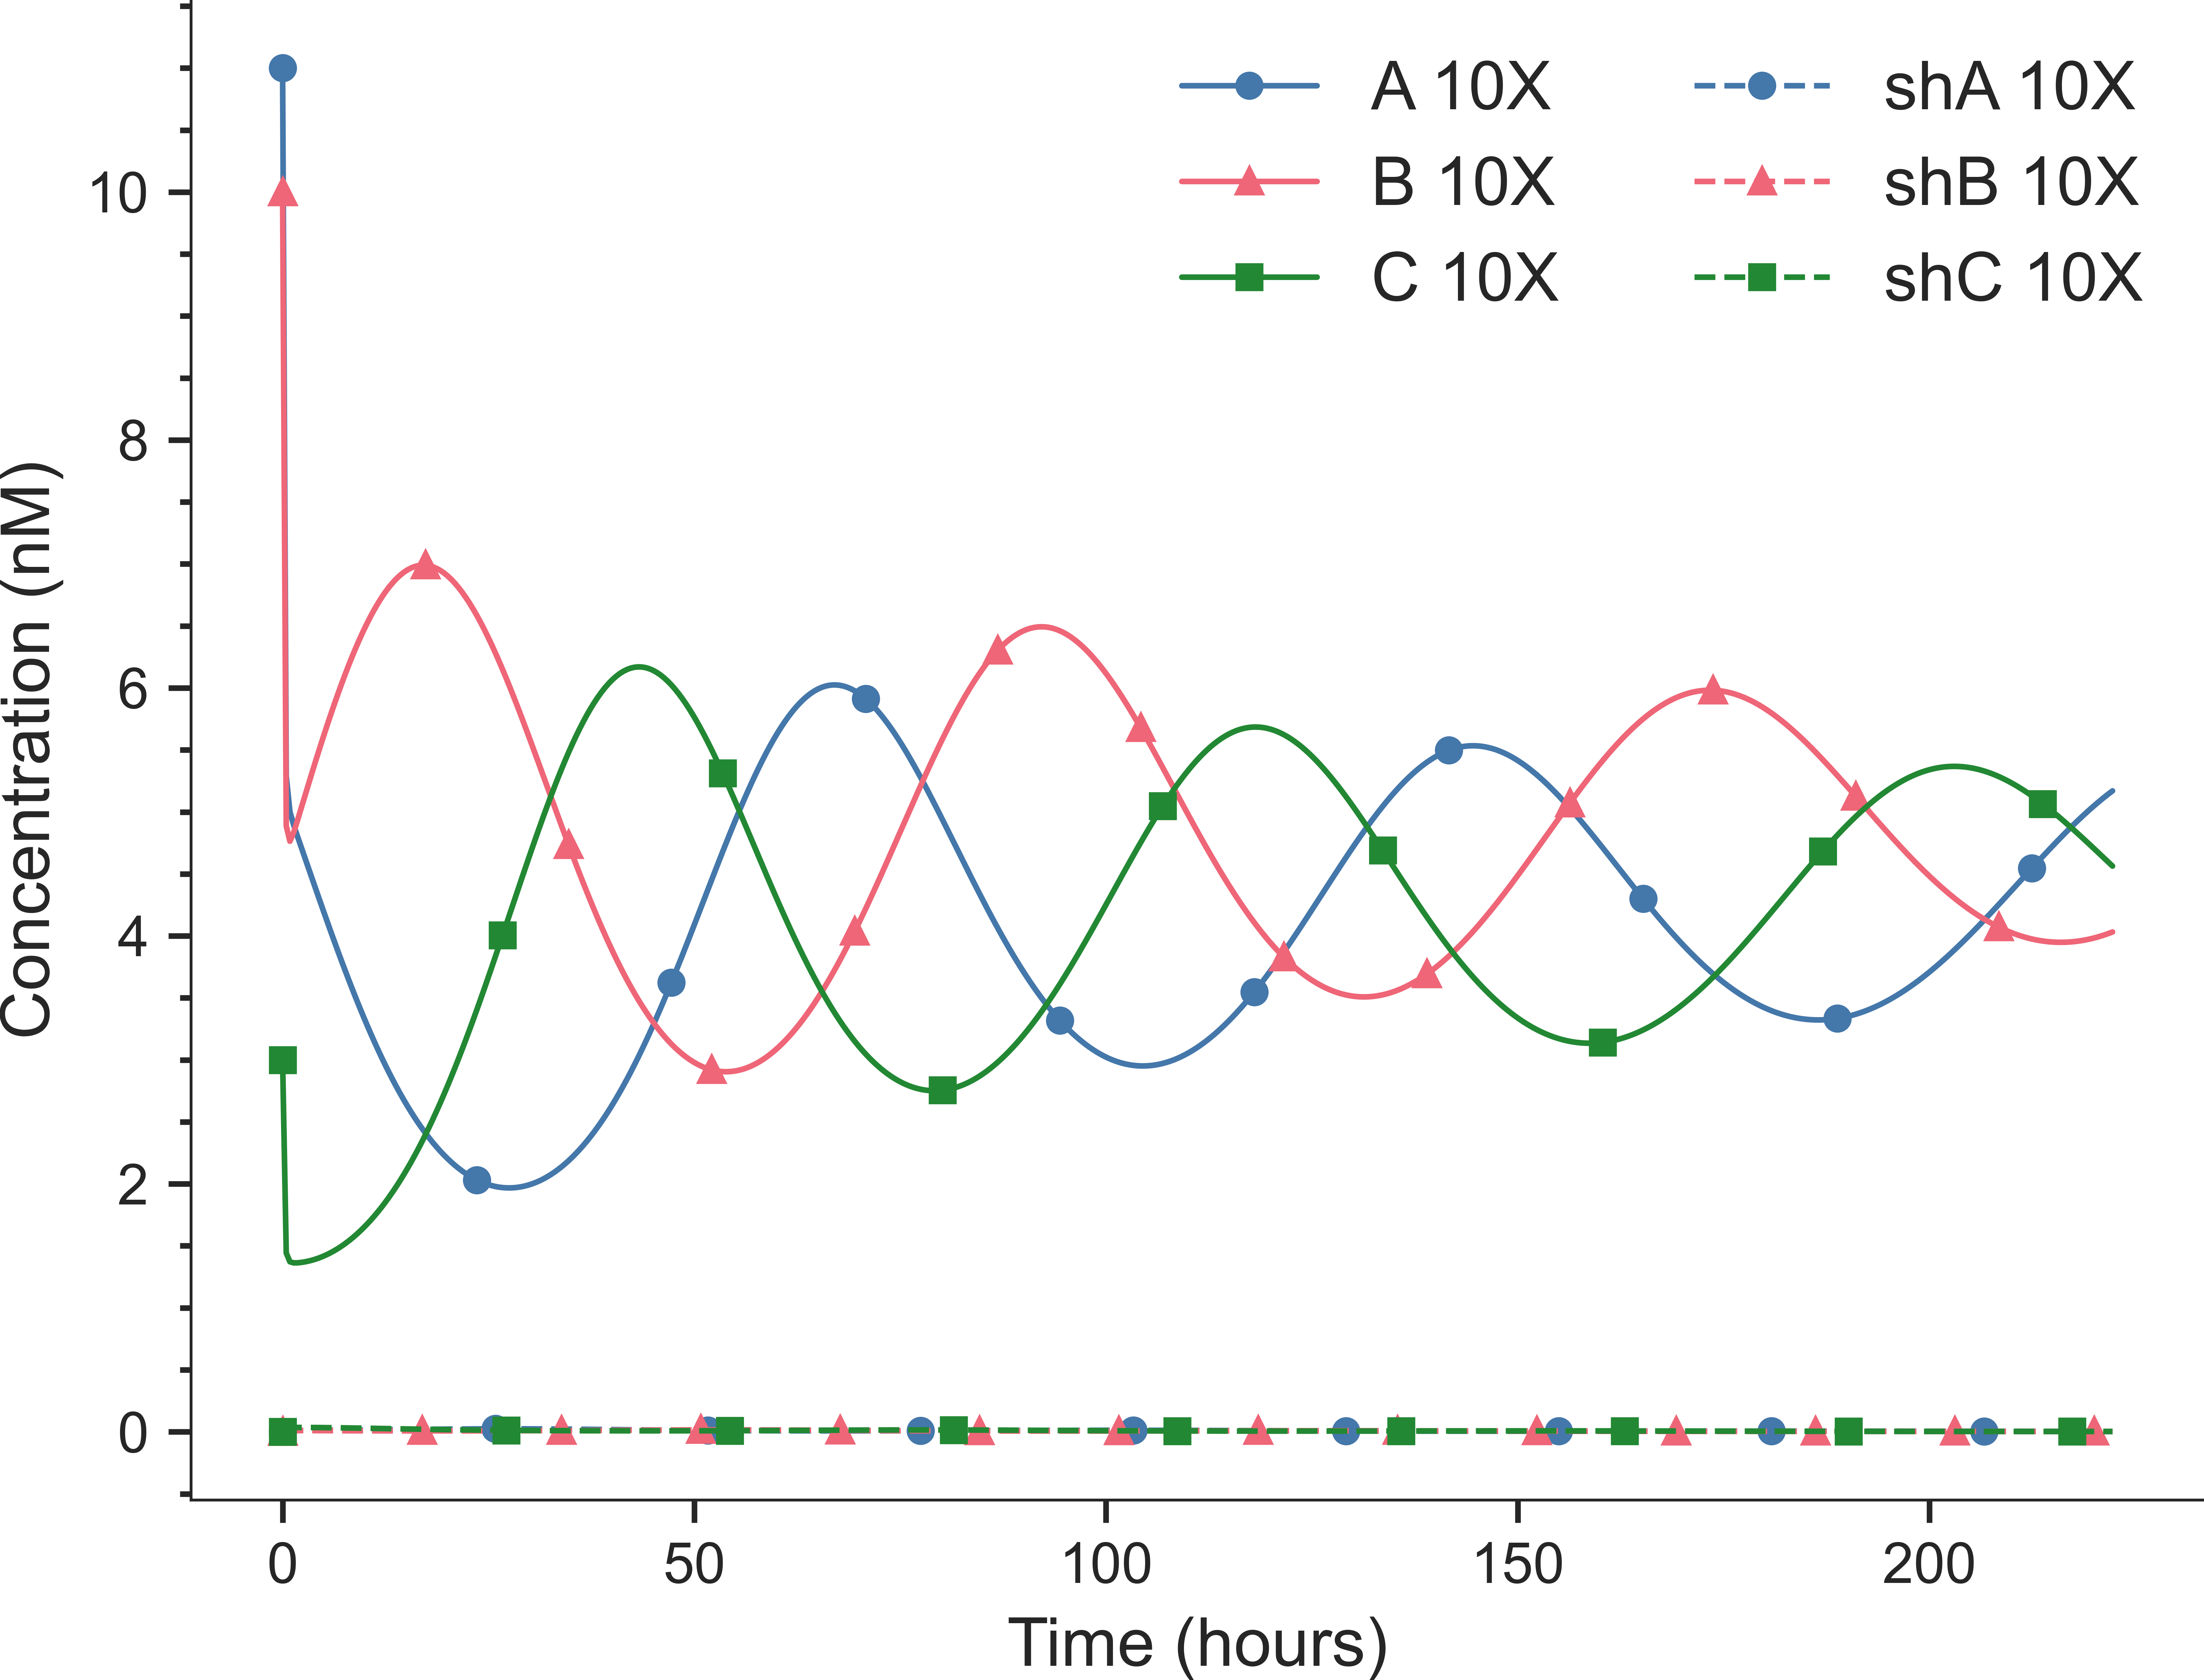 Concentration (nM)
10
8
6
4
2
0
A 10X
B 10X
C 10X
shA 10X
shB 10X
shC 10X
0 50 100 150 200
Time (hours)